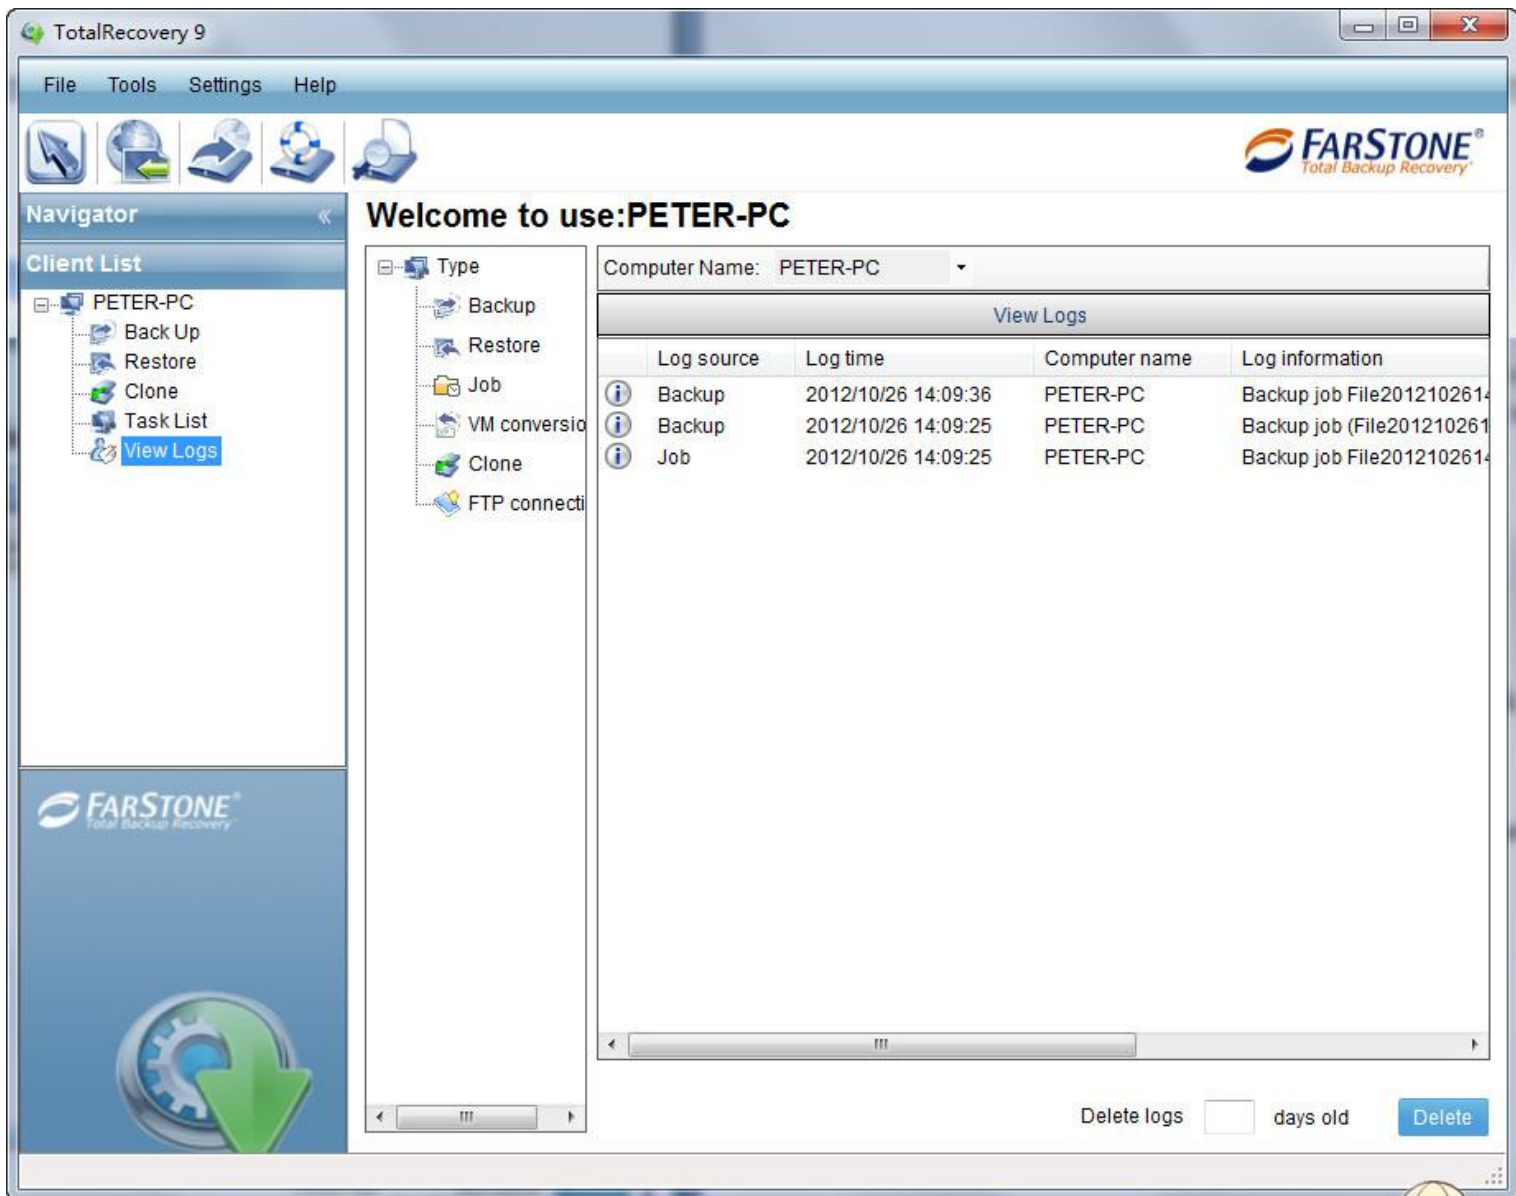 TotalRecovery 9
File Tools Settings Help
FARSTONE®
Total Backup Recovery
Navigator «
Welcome to use:PETER-PC
Client List
PETER-PC
Back Up
Restore
Clone
Task List
View Logs
Type
Backup
Restore
Job
VM conversio
Clone
FTP connecti
Computer Name: PETER-PC
View Logs
Log source Log time Computer name Log information
Backup 2012/10/26 14:09:36 PETER-PC Backup job File2012102614
Backup 2012/10/26 14:09:25 PETER-PC Backup job (File201210261
Job 2012/10/26 14:09:25 PETER-PC Backup job File2012102614
FARSTONE®
Total Backup Recovery
Delete logs days old Delete